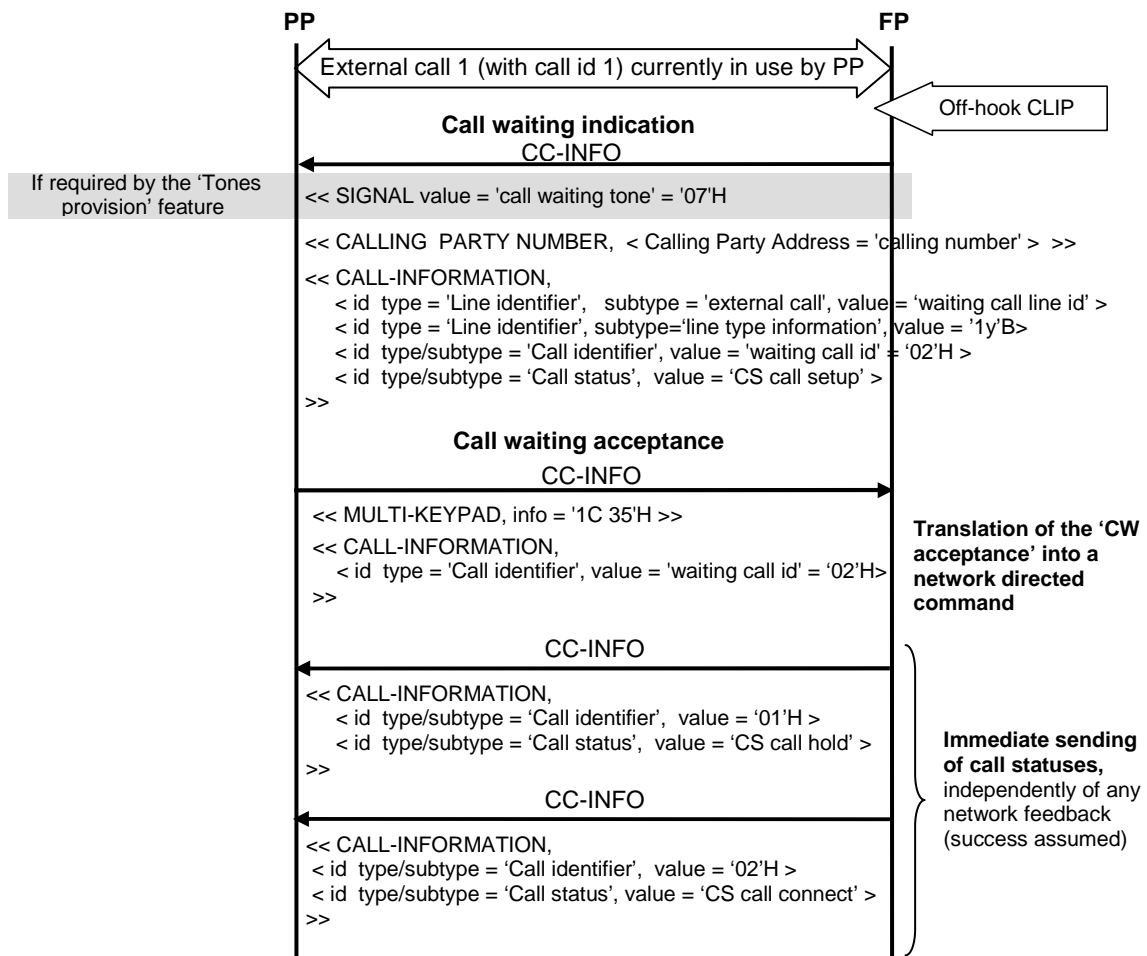 PP
FP
External call 1 (with call id 1) currently in use by PP
Off-hook CLIP
Call waiting indication
CC-INFO
If required by the ‘Tones
provision’ feature
<< SIGNAL value = 'call waiting tone' = '07'H
<< CALLING PARTY NUMBER, < Calling Party Address = 'calling number' > >>
<< CALL-INFORMATION,
< id type = 'Line identifier', subtype = 'external call', value = ‘waiting call line id’ >
< id type = ‘Line identifier’, subtype=‘line type information’, value = '1y’B>
< id type/subtype = 'Call identifier', value = 'waiting call id' = ‘02’H >
< id type/subtype = ‘Call status’, value = ‘CS call setup’ >
>>
Call waiting acceptance
CC-INFO
<< MULTI-KEYPAD, info = '1C 35'H >>
<< CALL-INFORMATION,
< id type = 'Call identifier', value = 'waiting call id' = ‘02’H>
>>
Translation of the ‘CW
acceptance’ into a
network directed
command
CC-INFO
<< CALL-INFORMATION,
< id type/subtype = ‘Call identifier’, value = ‘01’H >
< id type/subtype = ‘Call status’, value = ‘CS call hold’ >
>>
CC-INFO
<< CALL-INFORMATION,
< id type/subtype = ‘Call identifier’, value = ‘02’H >
< id type/subtype = ‘Call status’, value = ‘CS call connect’ >
>>
Immediate sending
of call statuses,
independently of any
network feedback
(success assumed)